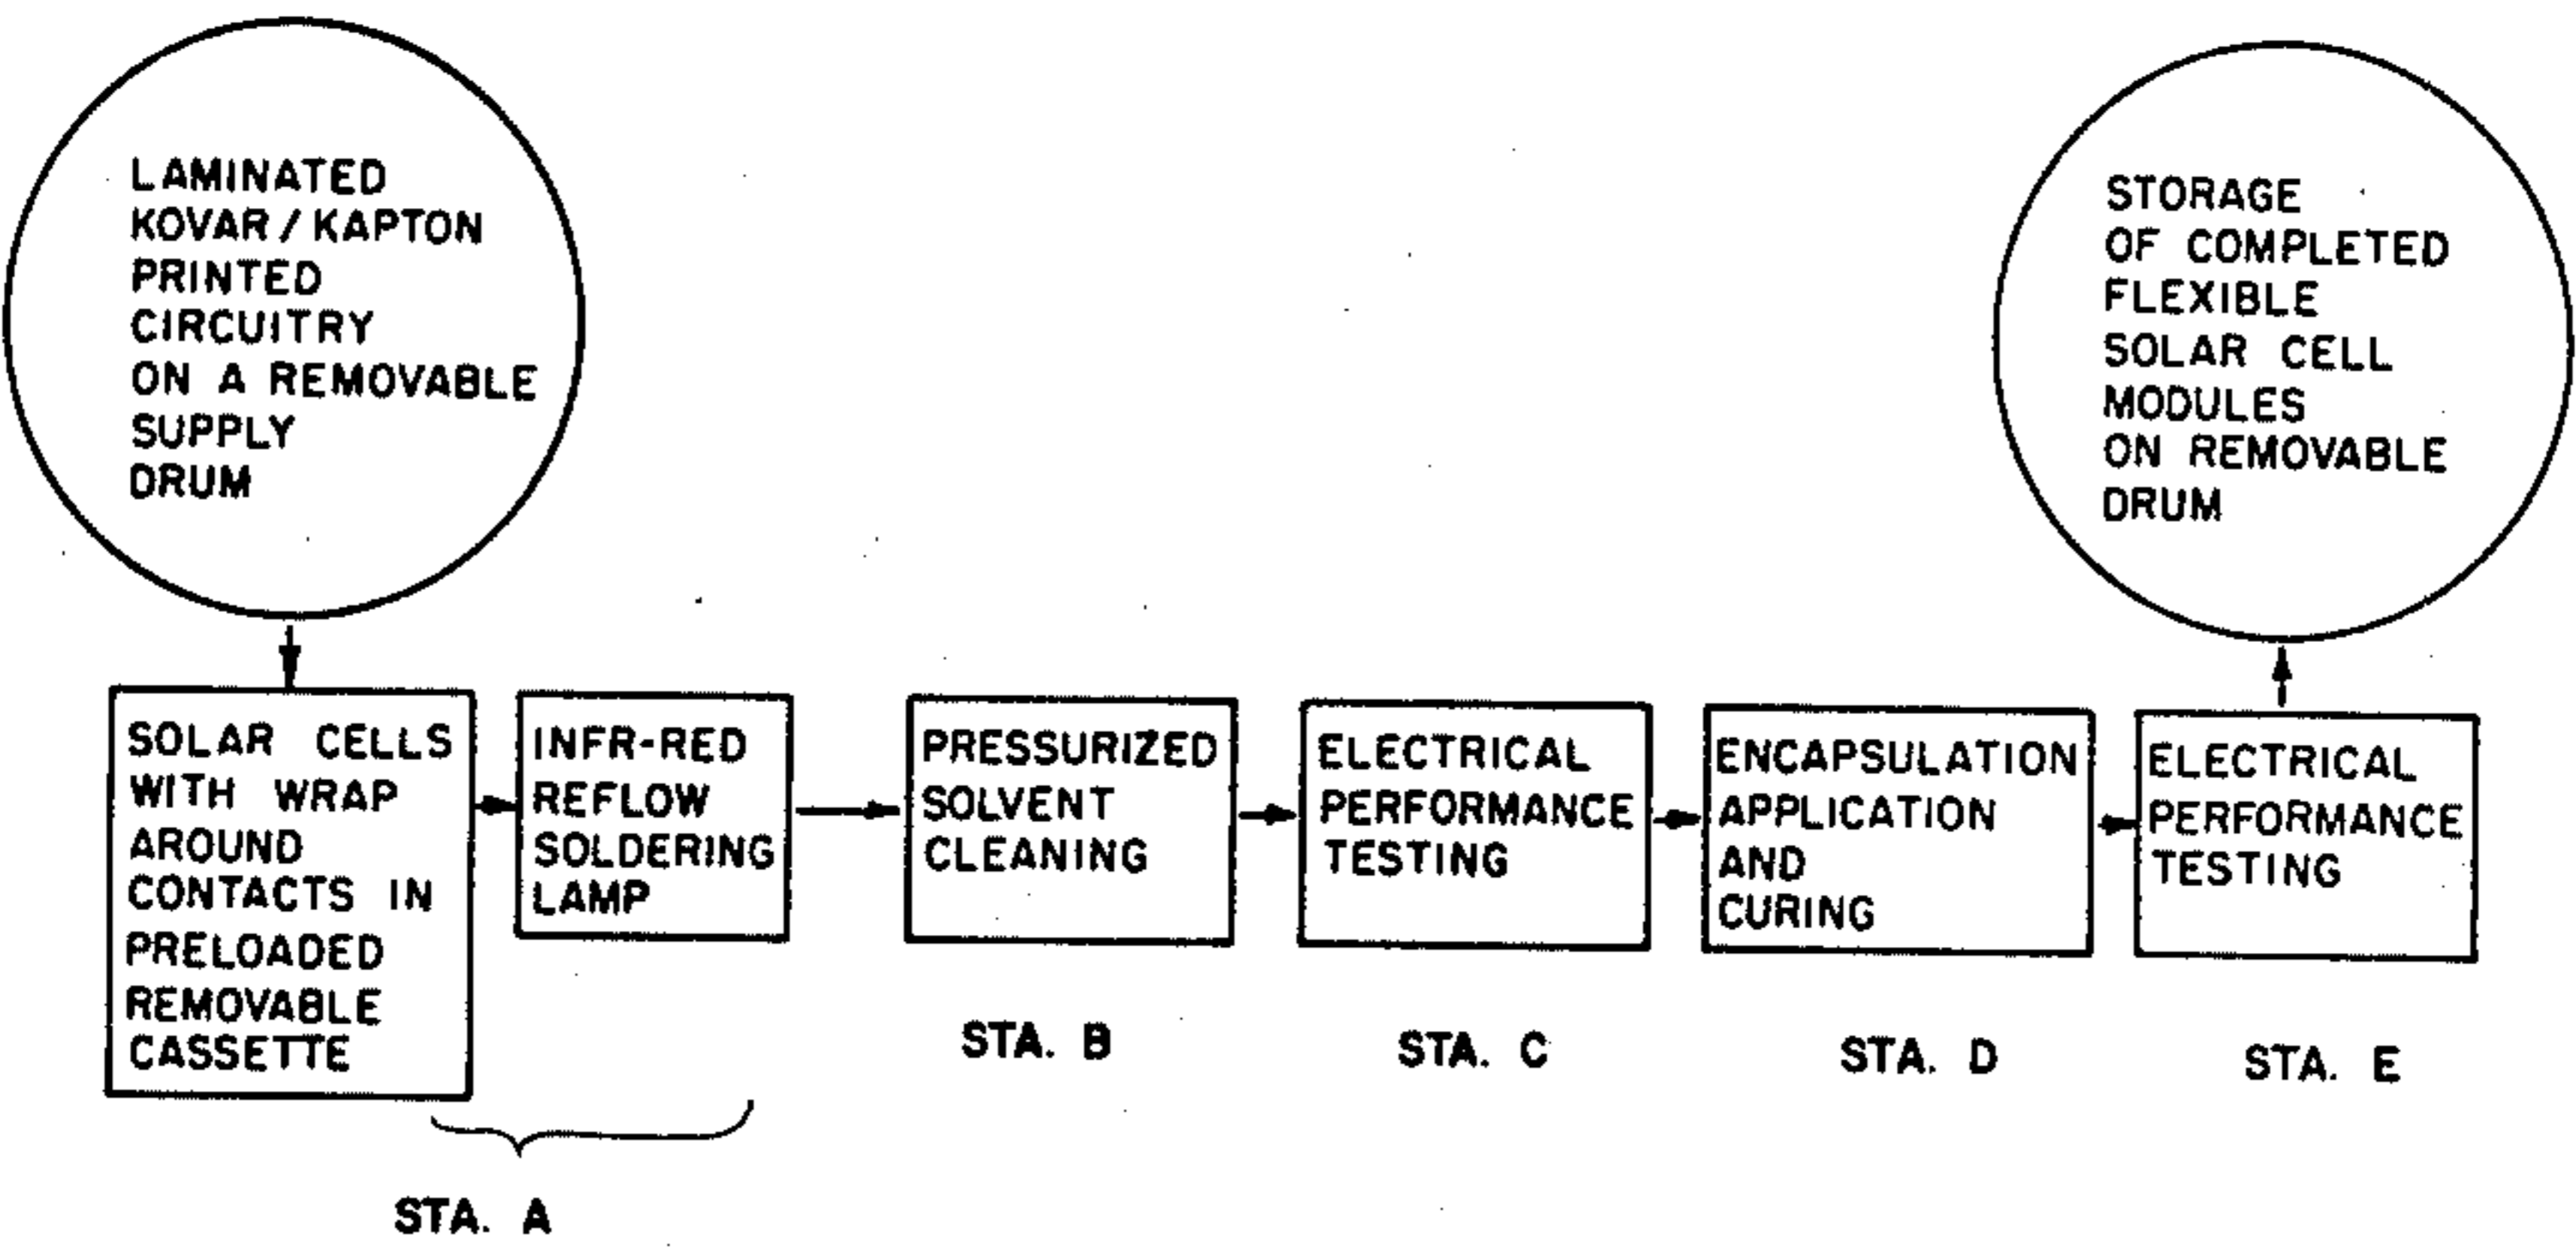 LAMINATED
KOVAR / KAPTON
PRINTED
CIRCUITRY
ON A REMOVABLE
SUPPLY
DRUM
STORAGE
OF COMPLETED
FLEXIBLE
SOLAR CELL
MODULES
ON REMOVABLE
DRUM
SOLAR CELLS
WITH WRAP
AROUND
CONTACTS IN
PRELOADED
REMOVABLE
CASSETTE
INFR-RED
REFLOW
SOLDERING
LAMP
PRESSURIZED
SOLVENT
CLEANING
ELECTRICAL
PERFORMANCE
TESTING
ENCAPSULATION
APPLICATION
AND
CURING
ELECTRICAL
PERFORMANCE
TESTING
STA. A
STA. B
STA. C
STA. D
STA. E